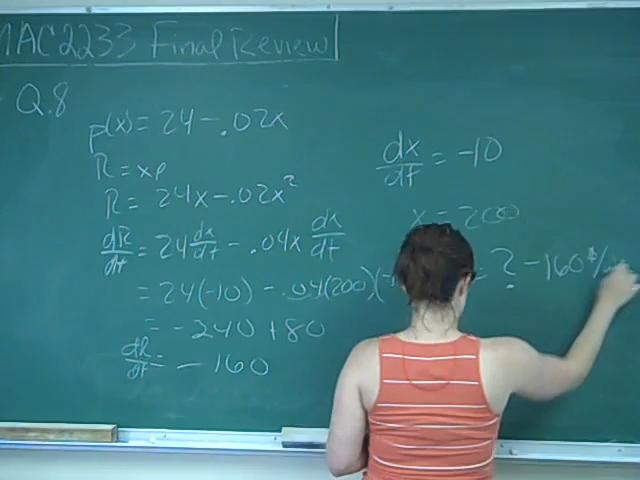 MAC2233 Final Review
Q.8
p(x) = 24 - .02x
R = xp
R = 24x - .02x²
dR/dt = 24 dx/dt - .04x dx/dt
= 24(-10) - .04(200)(-
= -240 + 80
dR/dt = - 160
dx/dt = -10
x = 200
= ? -160 $/